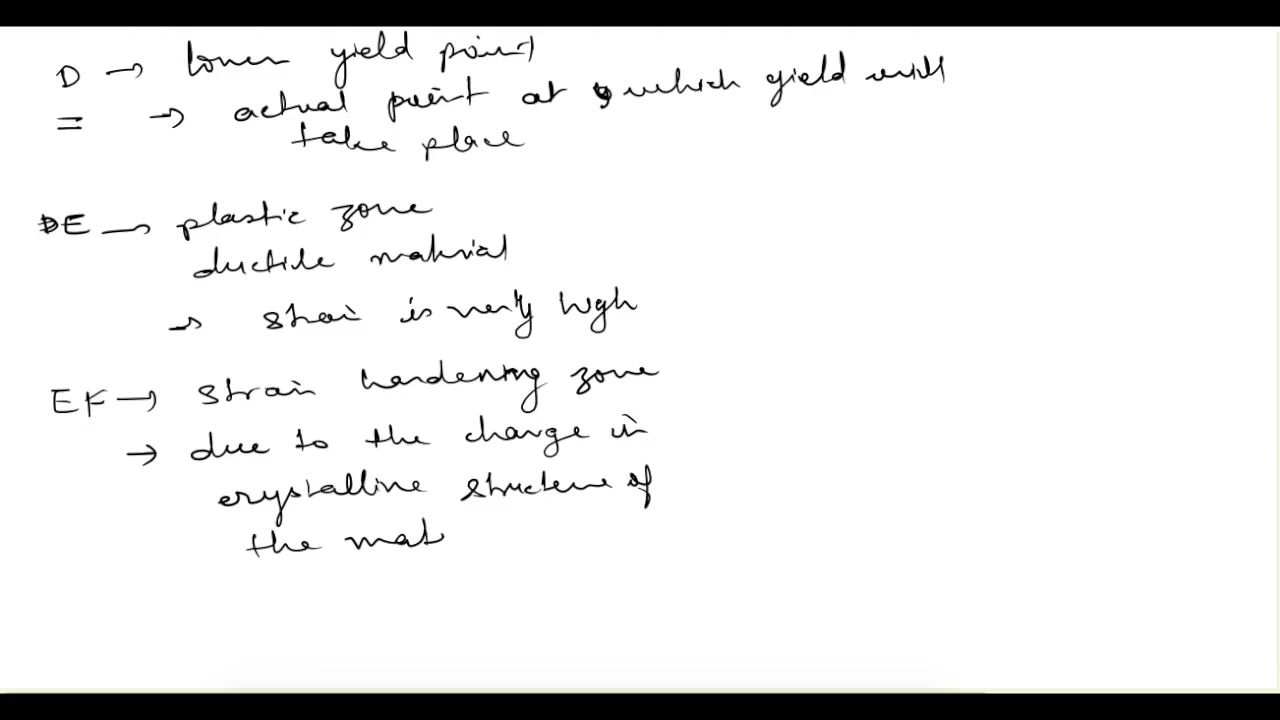 D → lower yield point
= → actual point at which yield will
take place
DE → plastic zone
ductile material
→ strai is very high
EF → strain hardening zone
→ due to the change in
crystalline structure of
the mat